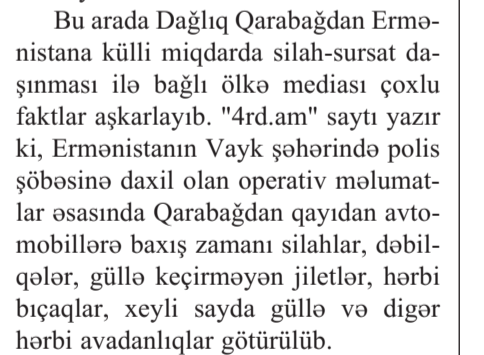 Bu arada Dağlıq Qarabağdan Ermə-
nistana külli miqdarda silah-sursat da-
şınması ilə bağlı ölkə mediası çoxlu
faktlar aşkarlayıb. "4rd.am" saytı yazır
ki, Ermənistanın Vayk şəhərində polis
şöbəsinə daxil olan operativ məlumat-
lar əsasında Qarabağdan qayıdan avto-
mobillərə baxış zamanı silahlar, dəbil-
qələr, güllə keçirməyən jiletlər, hərbi
bıçaqlar, xeyli sayda güllə və digər
hərbi avadanlıqlar götürülüb.